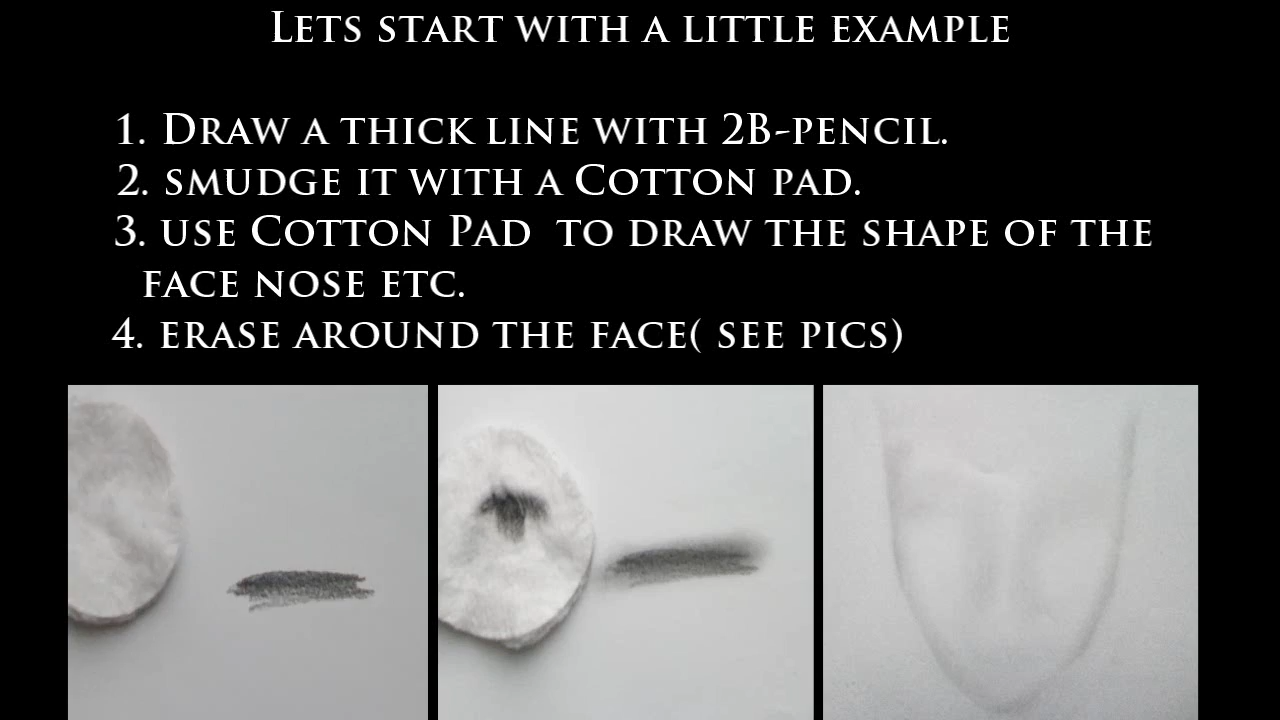 Lets start with a little example
1. Draw a thick line with 2B-pencil.
2. smudge it with a Cotton pad.
3. use Cotton Pad  to draw the shape of the
face nose etc.
4. erase around the face( see pics)